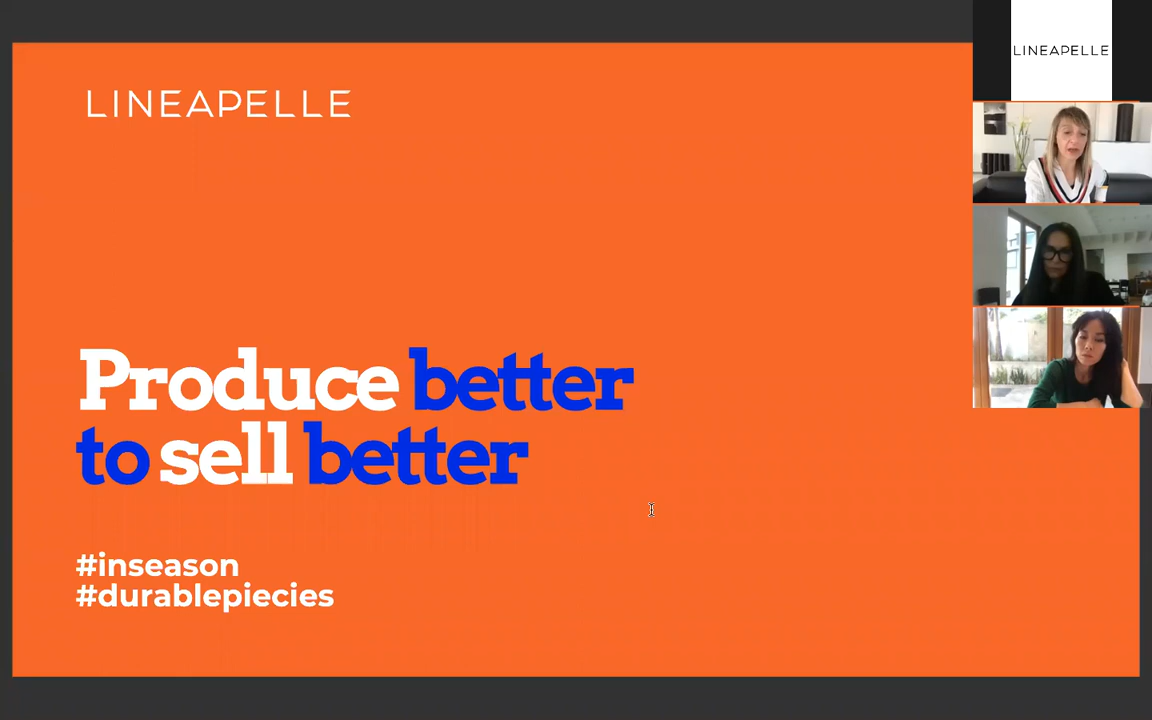 LINEAPELLE
LINEAPELLE
Produce better
to sell better
#inseason
#durablepiecies